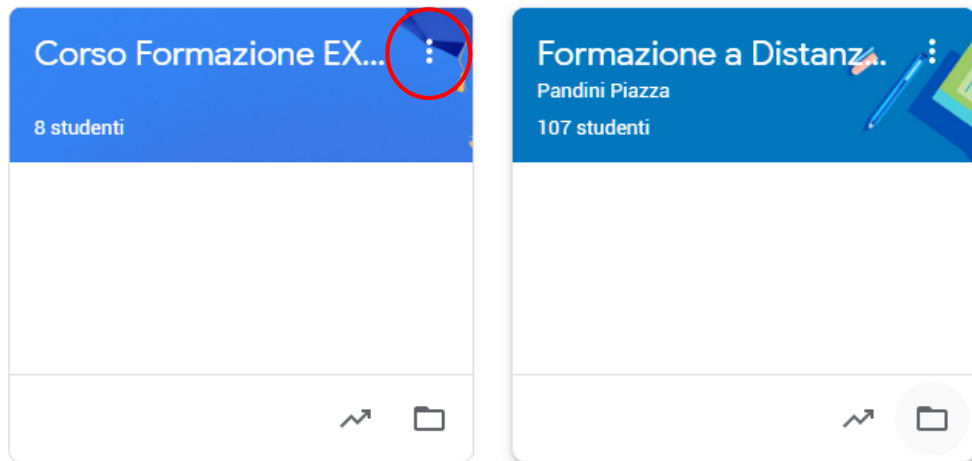 Corso Formazione EX...
8 studenti
Formazione a Distanz...
Pandini Piazza
107 studenti